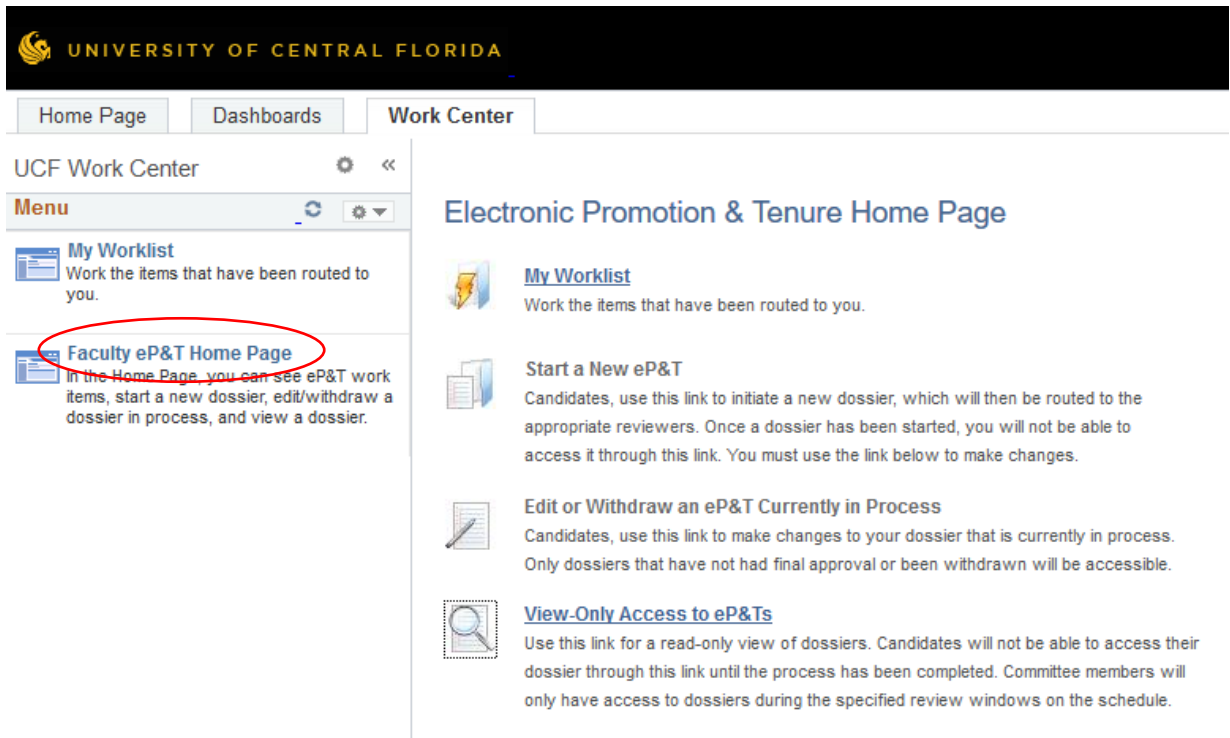 UNIVERSITY OF CENTRAL FLORIDA
Home Page
Dashboards
Work Center
UCF Work Center
Menu
My Worklist
Work the items that have been routed to
you.
Faculty eP&T Home Page
In the Home Page, you can see eP&T work
items, start a new dossier, edit/withdraw a
dossier in process, and view a dossier.
Electronic Promotion & Tenure Home Page
My Worklist
Work the items that have been routed to you.
Start a New eP&T
Candidates, use this link to initiate a new dossier, which will then be routed to the
appropriate reviewers. Once a dossier has been started, you will not be able to
access it through this link. You must use the link below to make changes.
Edit or Withdraw an eP&T Currently in Process
Candidates, use this link to make changes to your dossier that is currently in process.
Only dossiers that have not had final approval or been withdrawn will be accessible.
View-Only Access to eP&Ts
Use this link for a read-only view of dossiers. Candidates will not be able to access their
dossier through this link until the process has been completed. Committee members will
only have access to dossiers during the specified review windows on the schedule.